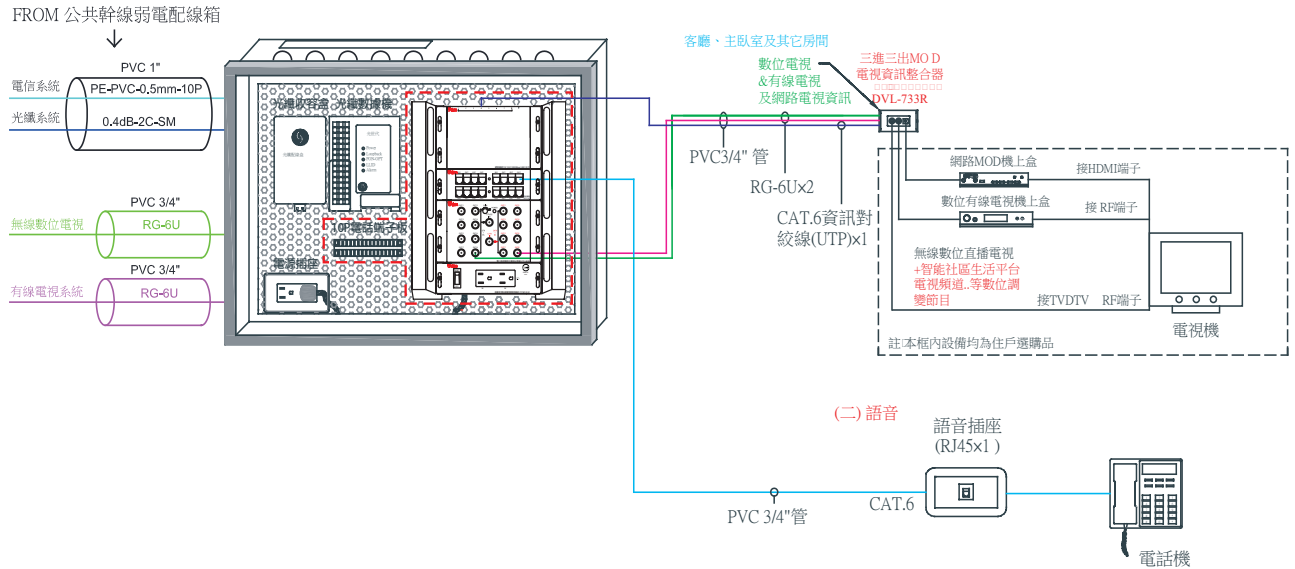 FROM 公共幹線弱電配線箱
PVC 1"
電信系統
PE-PVC-0.5mm-10P
光纖系統
0.4dB-2C-SM
PVC 3/4"
無線數位電視
RG-6U
PVC 3/4"
有線電視系統
RG-6U
光纖收容盒
光纖數據機
10P電話端子板
電源插座
客廳、主臥室及其它房間
數位電視
&有線電視
及網路電視資訊
三進三出MO D
電視資訊整合器
DVL-733R
PVC3/4" 管
RG-6U×2
CAT.6資訊對
絞線(UTP)×1
網路MOD機上盒
接HDMI端子
數位有線電視機上盒
接 RF端子
無線數位直播電視
+智能社區生活平台
電視頻道..等數位調
變節目
接TVDTV RF端子
電視機
註:本框內設備均為住戶選購品
(二) 語音
語音插座
(RJ45×1 )
CAT.6
PVC 3/4"管
電話機